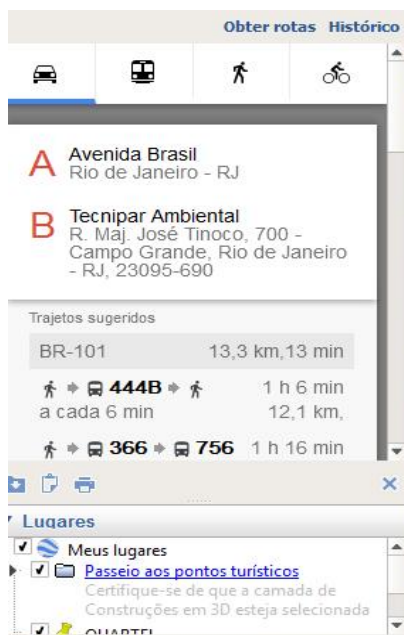 Obter rotas Histórico
A Avenida Brasil
Rio de Janeiro - RJ
B Tecnipar Ambiental
R. Maj. José Tinoco, 700 -
Campo Grande, Rio de Janeiro
- RJ, 23095-690
Trajetos sugeridos
BR-101 13,3 km,13 min
444B 1 h 6 min
a cada 6 min 12,1 km,
366 756 1 h 16 min
Lugares
Meus lugares
Passeio aos pontos turísticos
Certifique-se de que a camada de
Construções em 3D esteja selecionada
QUARTEL